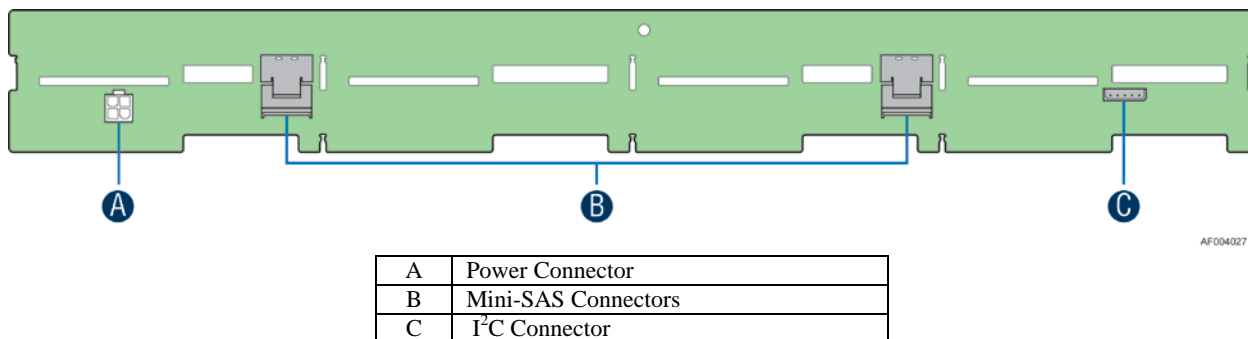 A B C
AF004027
A Power Connector
B Mini-SAS Connectors
C I²C Connector